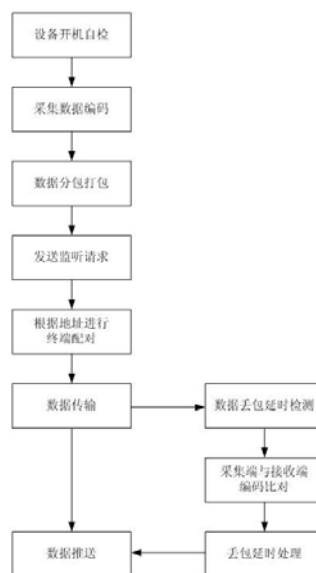 设备开机自检
采集数据编码
数据分包打包
发送监听请求
根据地址进行
终端配对
数据传输
数据丢包延时检测
采集端与接收端
编码比对
数据推送
丢包延时处理